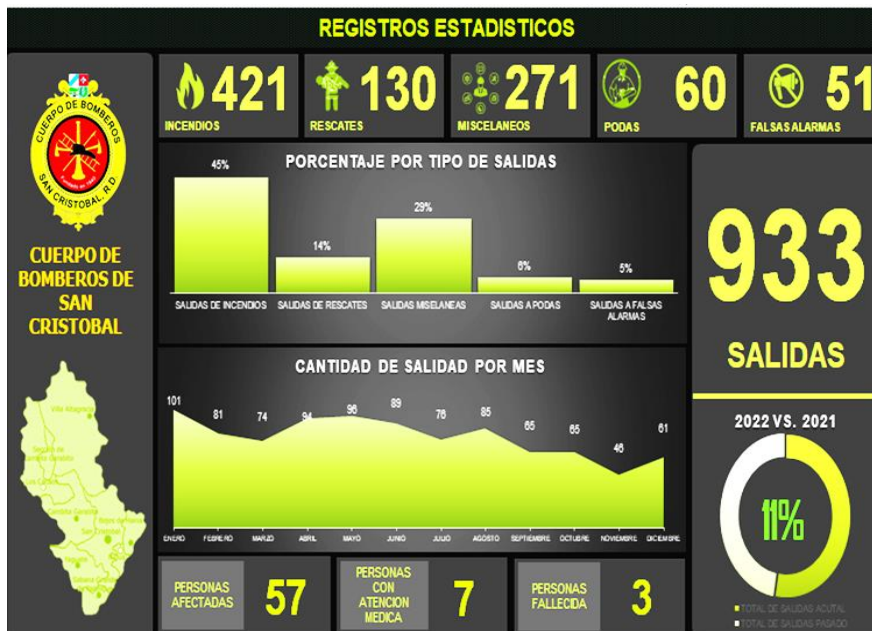 REGISTROS ESTADISTICOS
CUERPO DE BOMBEROS
SAN CRISTOBAL, R.D.
CUERPO DE
BOMBEROS DE
SAN
CRISTOBAL
Villa Altagracia
421
INCENDIOS
130
RESCATES
271
MISCELANEOS
60
PODAS
51
FALSAS ALARMAS
PORCENTAJE POR TIPO DE SALIDAS
45%
14%
29%
6%
5%
SALIDAS DE INCENDIOS
SALIDAS DE RESCATES
SALIDAS MISELANEAS
SALIDAS A PODAS
SALIDAS A FALSAS
ALARMAS
CANTIDAD DE SALIDAD POR MES
101 81 74 94 96 89 76 85 65 65 46 61
ENERO FEBRERO MARZO ABRIL MAYO JUNIO JULIO AGOSTO SEPTIEMBRE OCTUBRE NOVIEMBRE DICIEMBRE
933
SALIDAS
2022 VS. 2021
11%
TOTAL DE SALIDAS ACUTAL
TOTAL DE SALIDAS PASADO
PERSONAS
AFECTADAS
57
PERSONAS
CON
ATENCION
MEDICA
7
PERSONAS
FALLECIDA
3